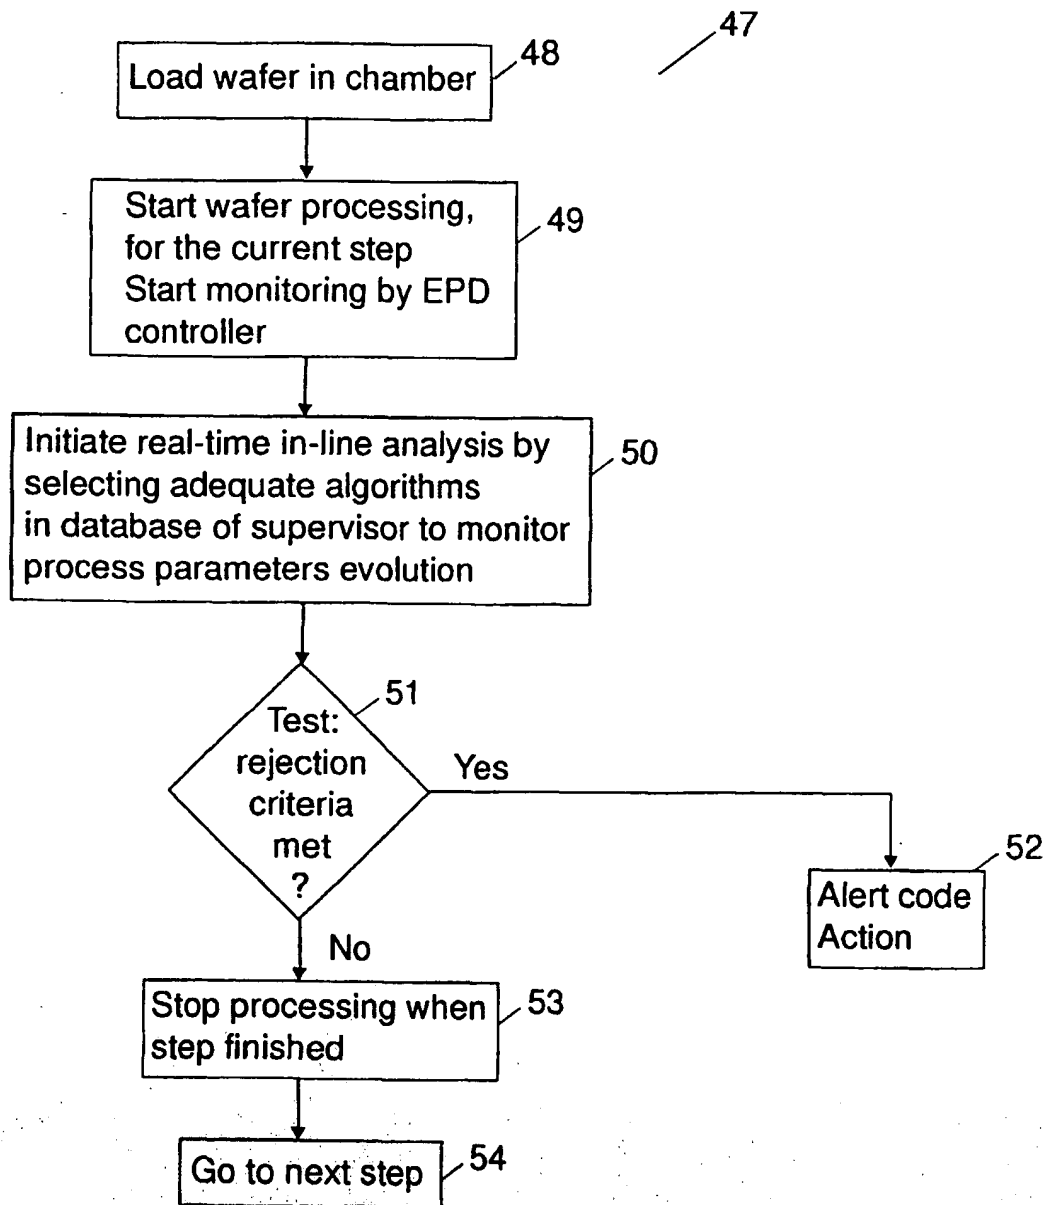 47
48
Load wafer in chamber
49
Start wafer processing,
for the current step
Start monitoring by EPD
controller
50
Initiate real-time in-line analysis by
selecting adequate algorithms
in database of supervisor to monitor
process parameters evolution
51
Test:
rejection
criteria
met
?
Yes
52
Alert code
Action
No
53
Stop processing when
step finished
54
Go to next step